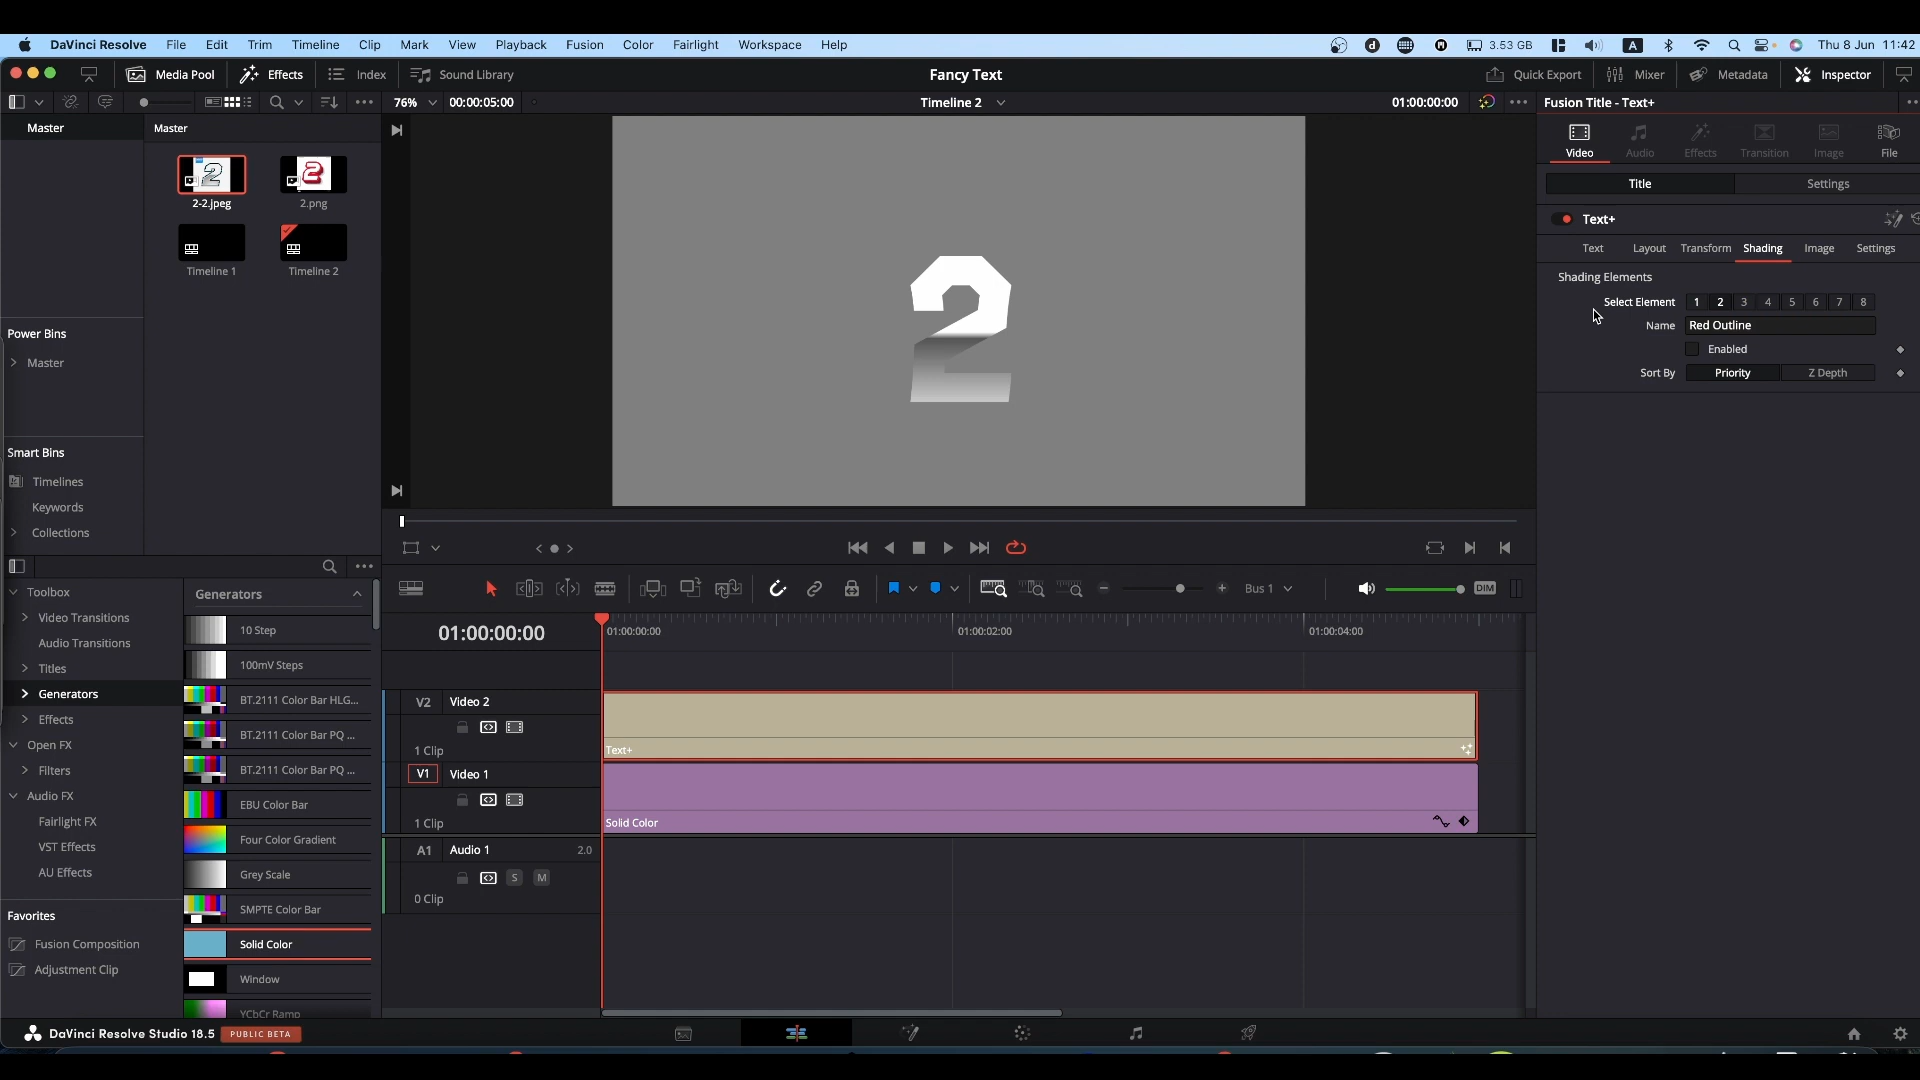 DaVinci Resolve File Edit Trim Timeline Clip Mark View Playback Fusion Color Fairlight Workspace Help
3.53 GB A Thu 8 Jun 11:42
Media Pool Effects Index Sound Library
Fancy Text
Quick Export Mixer Metadata Inspector
76% 00:00:05:00 Timeline 2 01:00:00:00
Fusion Title - Text+
Master
Master
2-2.jpeg 2.png
Timeline 1 Timeline 2
Power Bins
Master
Smart Bins
Timelines
Keywords
Collections
2
Video Audio Effects Transition Image File
Title Settings
Text+
Text Layout Transform Shading Image Settings
Shading Elements
Select Element 1 2 3 4 5 6 7 8
Name Red Outline
Enabled
Sort By Priority Z Depth
Toolbox
Video Transitions
Audio Transitions
Titles
Generators
Effects
Open FX
Filters
Audio FX
Fairlight FX
VST Effects
AU Effects
Favorites
Fusion Composition
Adjustment Clip
Generators
10 Step
100mV Steps
BT.2111 Color Bar HLG...
BT.2111 Color Bar PQ ...
BT.2111 Color Bar PQ ...
EBU Color Bar
Four Color Gradient
Grey Scale
SMPTE Color Bar
Solid Color
Window
YCbCr Ramp
Bus 1 DIM
01:00:00:00
01:00:00:00 01:00:02:00 01:00:04:00
V2 Video 2
1 Clip
Text+
V1 Video 1
1 Clip
Solid Color
A1 Audio 1 2.0
S M
0 Clip
DaVinci Resolve Studio 18.5 PUBLIC BETA